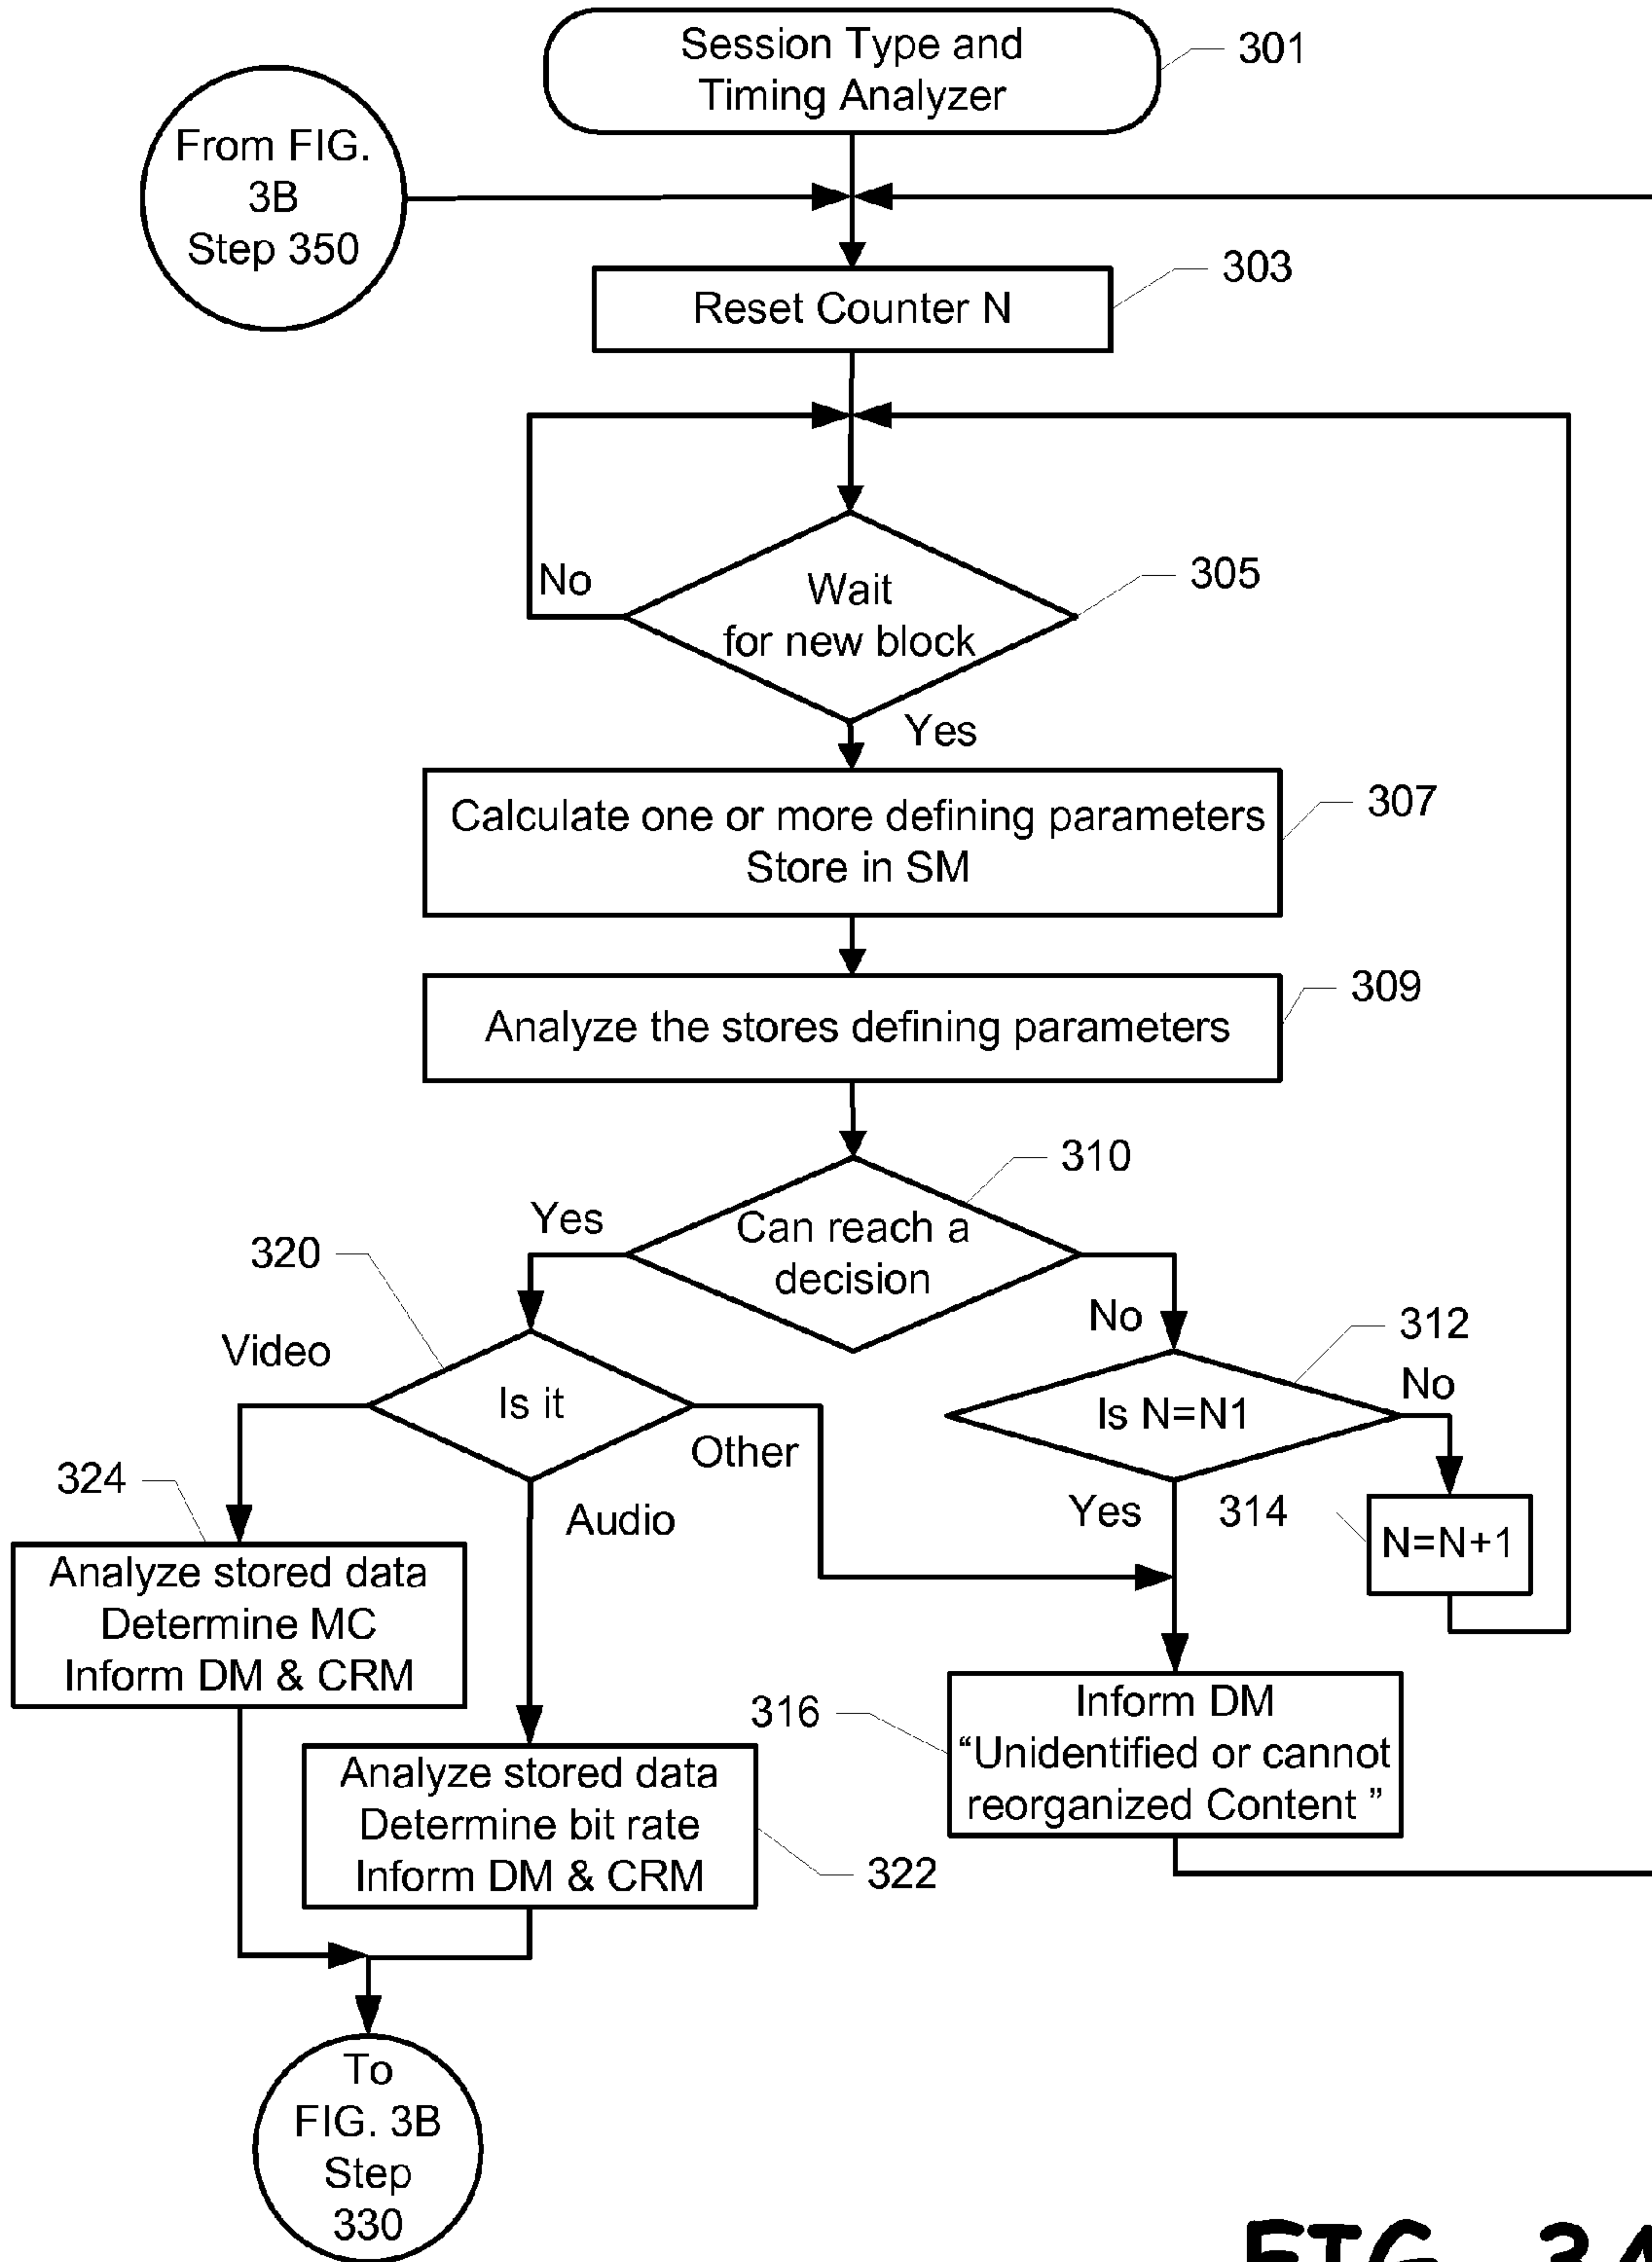 Session Type and
Timing Analyzer
301
From FIG.
3B
Step 350
303
Reset Counter N
No
Wait
for new block
305
Yes
Calculate one or more defining parameters
Store in SM
307
Analyze the stores defining parameters
309
310
Yes
Can reach a
decision
320
No
312
Video
Is it
Is N=N1
No
Other
324
Audio
Yes
314
N=N+1
Analyze stored data
Determine MC
Inform DM & CRM
316
Inform DM
“Unidentified or cannot
reorganized Content ”
Analyze stored data
Determine bit rate
Inform DM & CRM
322
To
FIG. 3B
Step
330
FIG. 3A